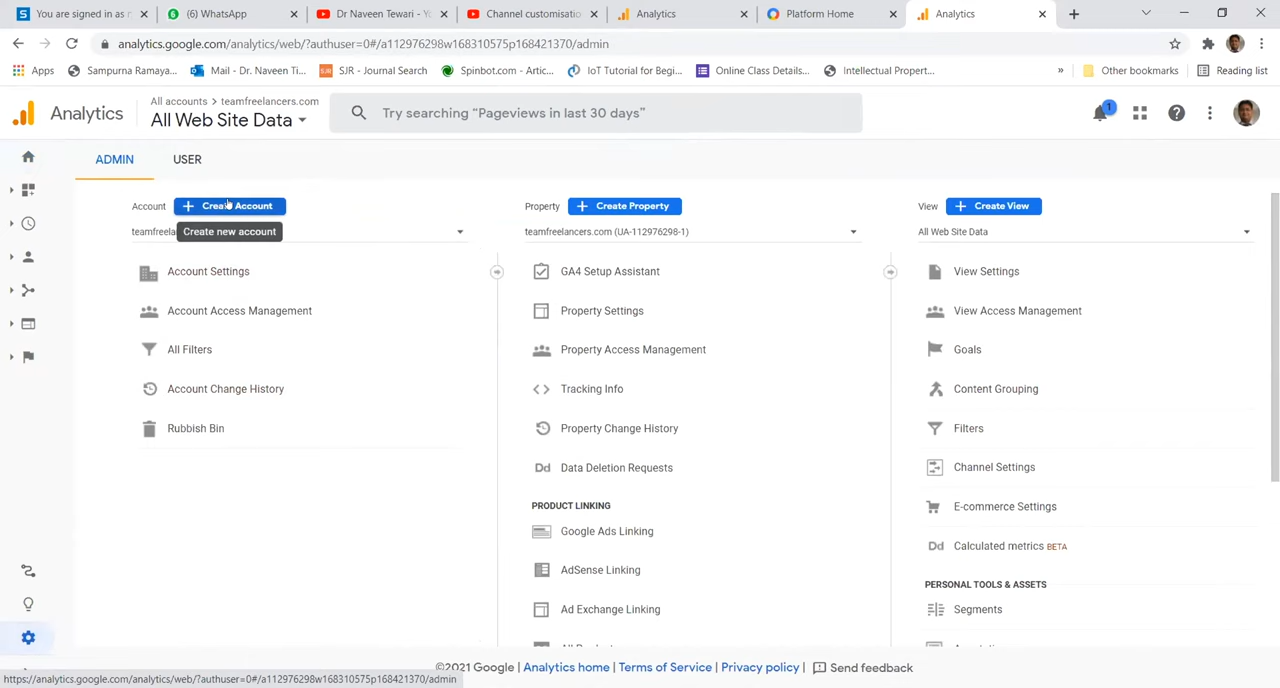 You are signed in as r
(6) WhatsApp
Dr Naveen Tewari - Y
Channel customisatio
Analytics
Platform Home
Analytics
analytics.google.com/analytics/web/?authuser=0#/a112976298w168310575p168421370/admin
Apps
Sampurna Ramaya...
Mail - Dr. Naveen Ti...
SJR - Journal Search
Spinbot.com - Artic...
IoT Tutorial for Begi...
Online Class Details...
Intellectual Propert...
»
Other bookmarks
Reading list
Analytics
All accounts > teamfreelancers.com
All Web Site Data
Try searching “Pageviews in last 30 days”
1
ADMIN
USER
Account
+ Create Account
teamfreela
Create new account
Account Settings
Account Access Management
All Filters
Account Change History
Rubbish Bin
Property
+ Create Property
teamfreelancers.com (UA-112976298-1)
GA4 Setup Assistant
Property Settings
Property Access Management
Tracking Info
Property Change History
Dd Data Deletion Requests
PRODUCT LINKING
Google Ads Linking
AdSense Linking
Ad Exchange Linking
View
+ Create View
All Web Site Data
View Settings
View Access Management
Goals
Content Grouping
Filters
Channel Settings
E-commerce Settings
Dd Calculated metrics BETA
PERSONAL TOOLS & ASSETS
Segments
©2021 Google | Analytics home | Terms of Service | Privacy policy | Send feedback
https://analytics.google.com/analytics/web/?authuser=0#/a112976298w168310575p168421370/admin